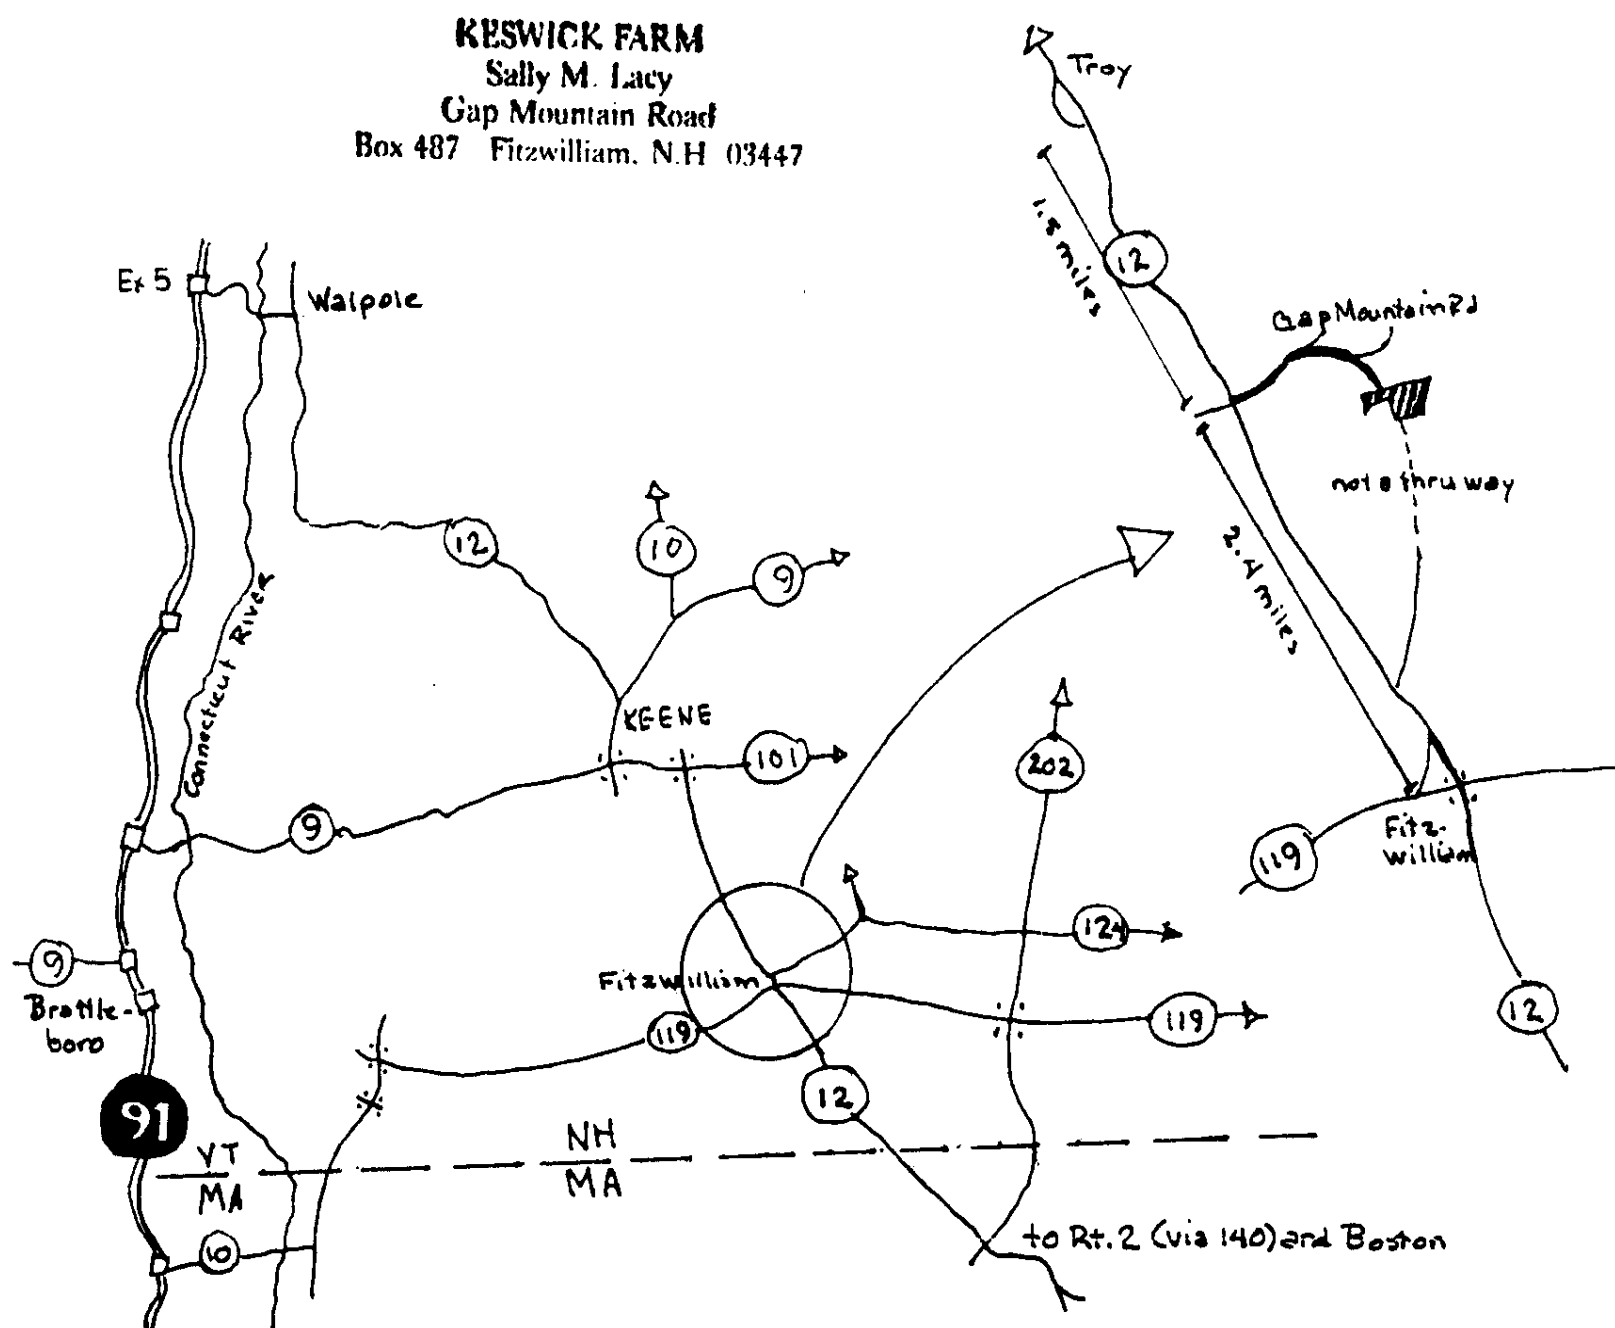 KESWICK FARM
Sally M. Lacy
Gap Mountain Road
Box 487 Fitzwilliam, N.H 03447
Troy
1.8 miles
12
Gap Mountain Rd
not a thru way
2.4 miles
119
Fitz-
william
12
Ex 5
Walpole
12
10
9
Connecticut River
KEENE
101
202
9
124
Fitzwilliam
9
Brattle-
boro
119
119
12
91
VT
MA
NH
MA
10
to Rt. 2 (via 140) and Boston